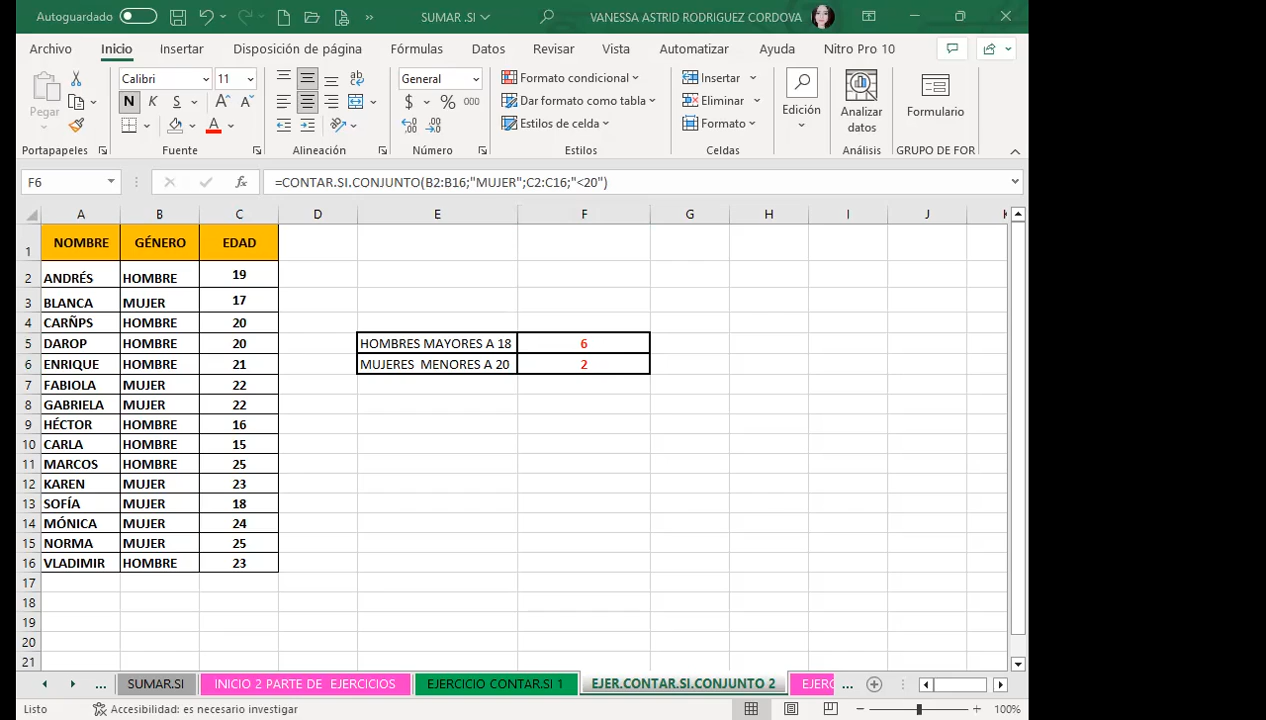 Autoguardado SUMAR .SI VANESSA ASTRID RODRIGUEZ CORDOVA
Archivo Inicio Insertar Disposición de página Fórmulas Datos Revisar Vista Automatizar Ayuda Nitro Pro 10
Pegar Calibri 11 General Formato condicional Insertar
N K S A A $ % 000 Dar formato como tabla Eliminar Edición Analizar datos Formulario
A Estilos de celda Formato
Portapapeles Fuente Alineación Número Estilos Celdas Análisis GRUPO DE FOR
F6 fx =CONTAR.SI.CONJUNTO(B2:B16;"MUJER";C2:C16;"<20")
A B C D E F G H I J K
1 NOMBRE GÉNERO EDAD
2 ANDRÉS HOMBRE 19
3 BLANCA MUJER 17
4 CARÑPS HOMBRE 20
5 DAROP HOMBRE 20 HOMBRES MAYORES A 18 6
6 ENRIQUE HOMBRE 21 MUJERES  MENORES A 20 2
7 FABIOLA MUJER 22
8 GABRIELA MUJER 22
9 HÉCTOR HOMBRE 16
10 CARLA HOMBRE 15
11 MARCOS HOMBRE 25
12 KAREN MUJER 23
13 SOFÍA MUJER 18
14 MÓNICA MUJER 24
15 NORMA MUJER 25
16 VLADIMIR HOMBRE 23
17
18
19
20
21
... SUMAR.SI INICIO 2 PARTE DE  EJERCICIOS EJERCICIO CONTAR.SI 1 EJER.CONTAR.SI.CONJUNTO 2 EJERC ...
Listo Accesibilidad: es necesario investigar 100%